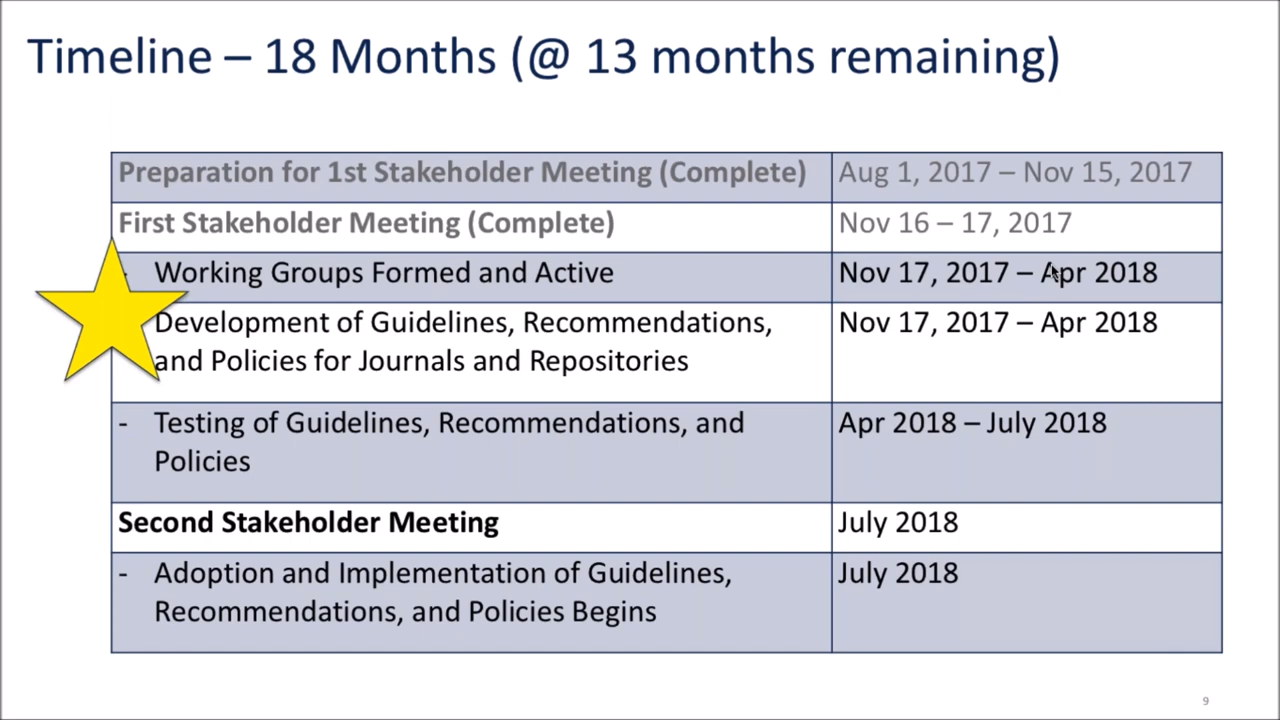 Timeline – 18 Months (@ 13 months remaining)
Preparation for 1st Stakeholder Meeting (Complete) Aug 1, 2017 – Nov 15, 2017
First Stakeholder Meeting (Complete) Nov 16 – 17, 2017
- Working Groups Formed and Active Nov 17, 2017 – Apr 2018
Development of Guidelines, Recommendations, Nov 17, 2017 – Apr 2018
and Policies for Journals and Repositories
- Testing of Guidelines, Recommendations, and Apr 2018 – July 2018
Policies
Second Stakeholder Meeting July 2018
- Adoption and Implementation of Guidelines, July 2018
Recommendations, and Policies Begins
9